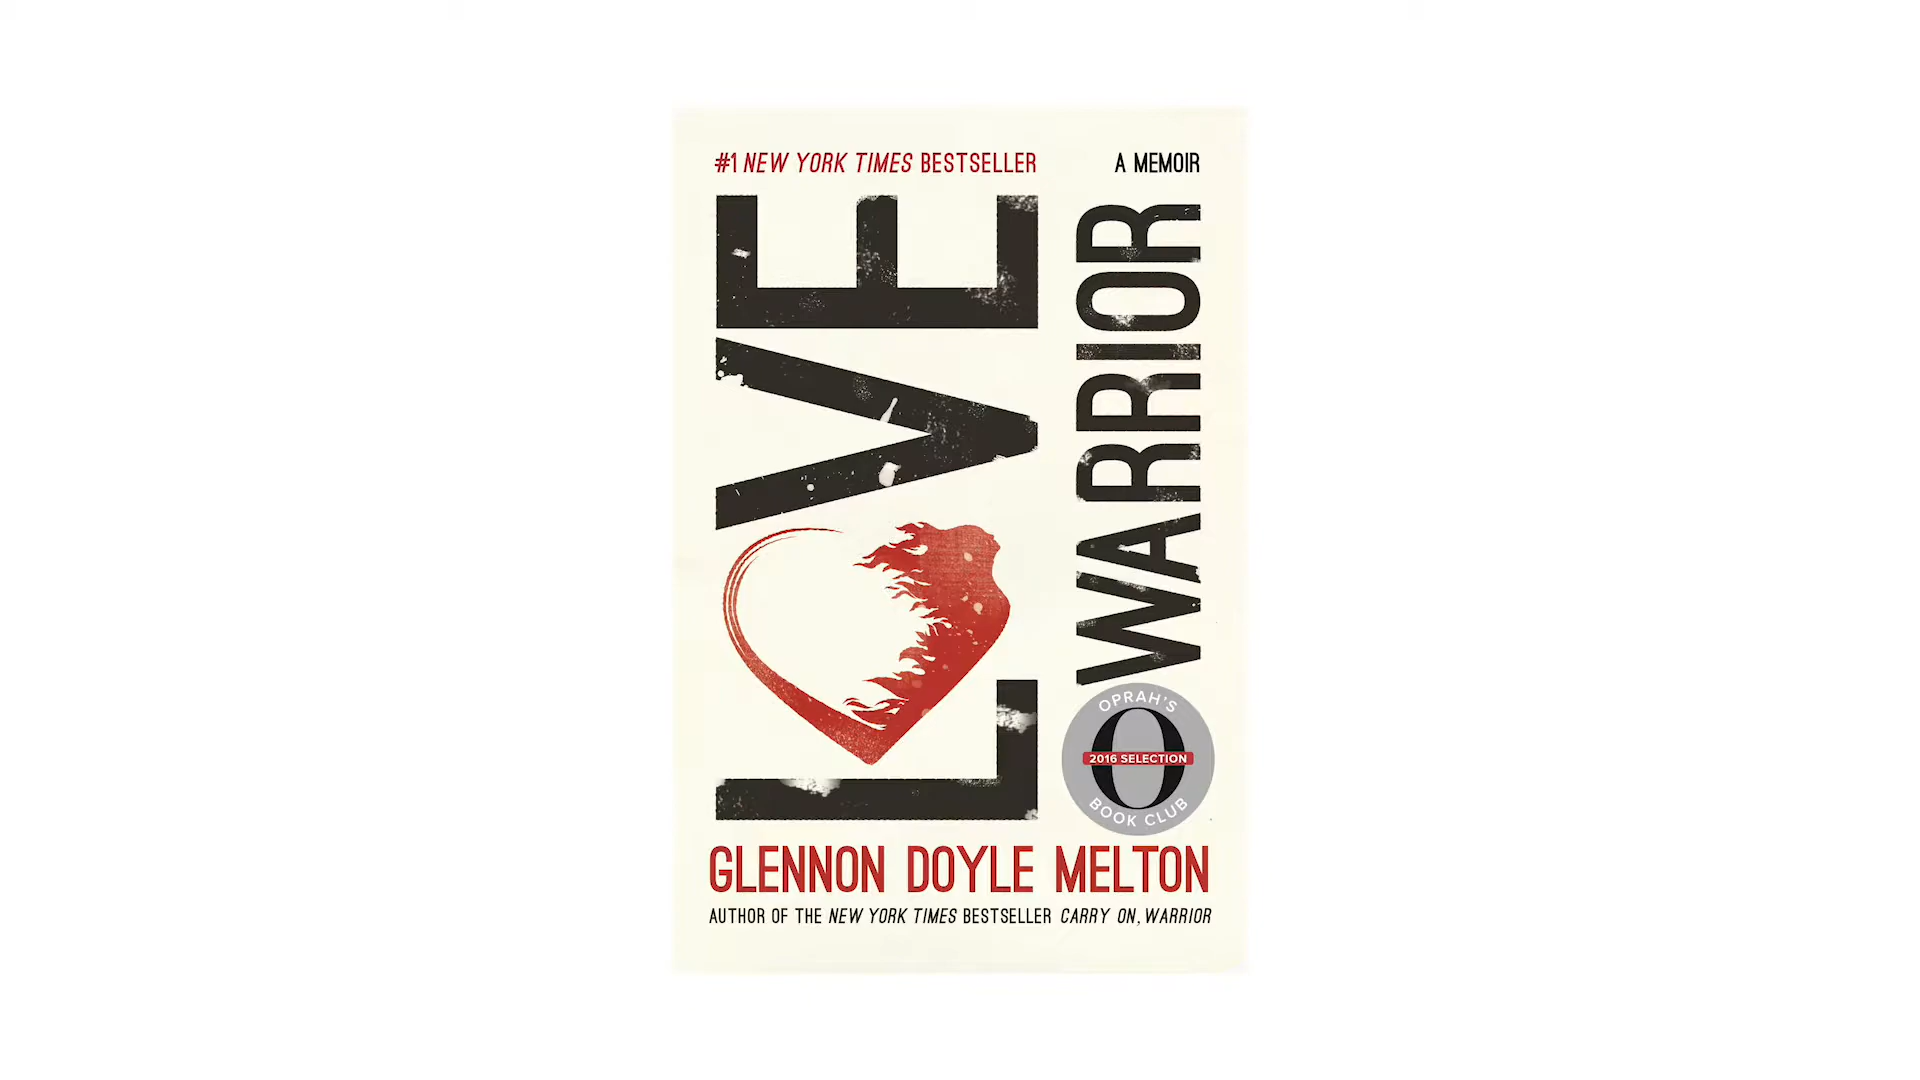 #1 NEW YORK TIMES BESTSELLER
A MEMOIR
LOVE
WARRIOR
OPRAH'S
O
2016 SELECTION
BOOK CLUB
GLENNON DOYLE MELTON
AUTHOR OF THE NEW YORK TIMES BESTSELLER CARRY ON, WARRIOR